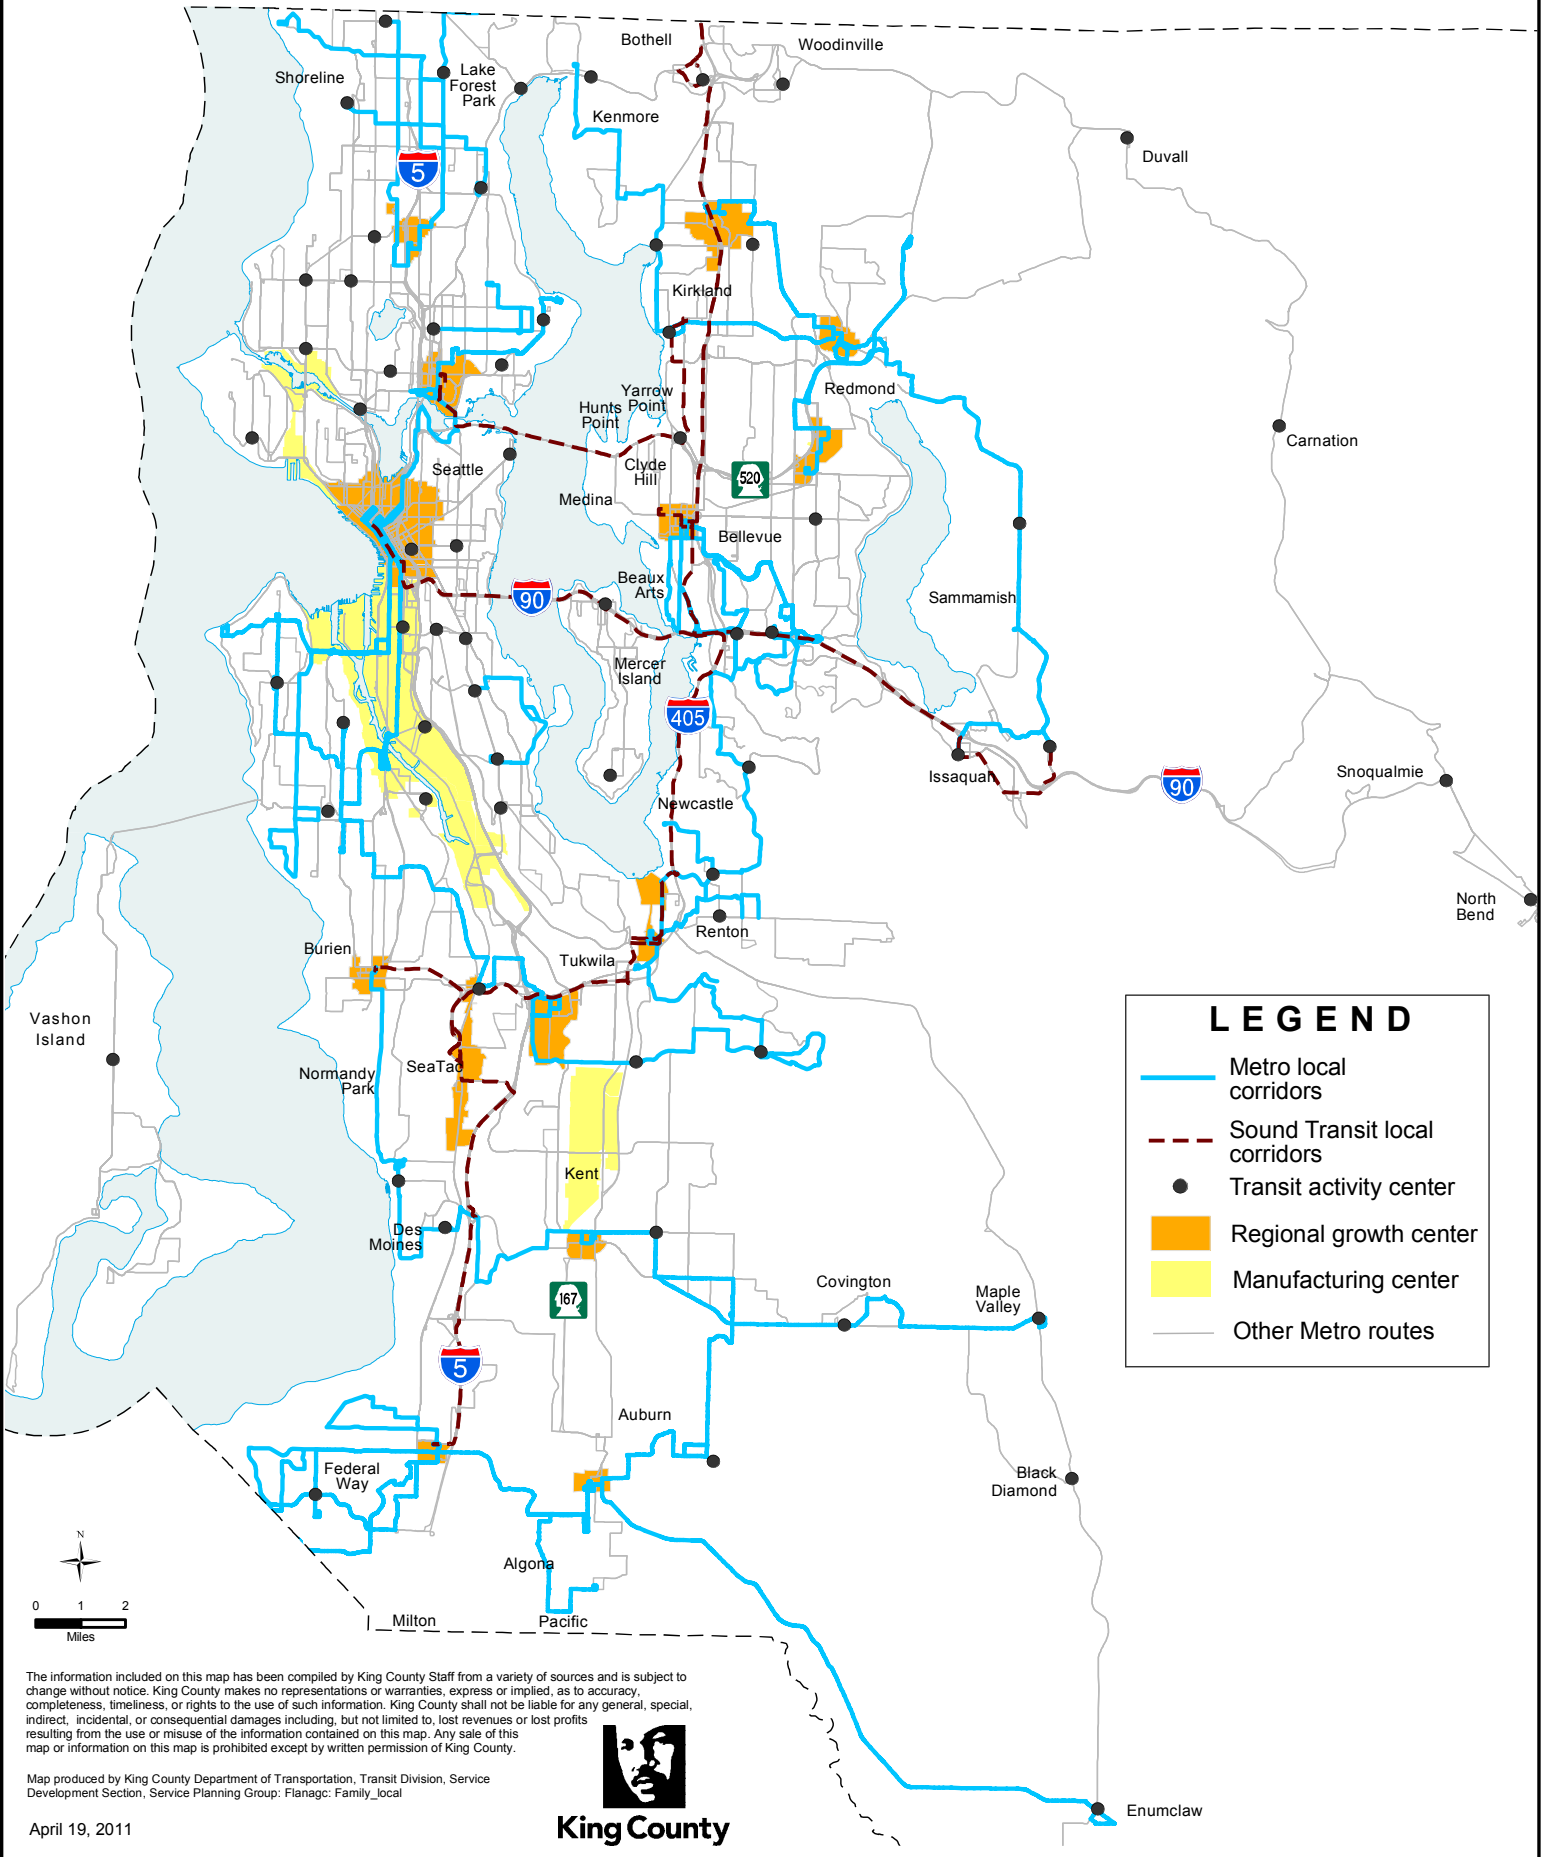 Bothell
Woodinville
Shoreline
Lake
Forest
Park
Kenmore
Duvall
5
Kirkland
Redmond
Yarrow
Point
Hunts
Point
Carnation
Seattle
Clyde
Hill
520
Medina
Bellevue
Beaux
Arts
90
Sammamish
Mercer
Island
405
Issaquah
90
Snoqualmie
Newcastle
North
Bend
Renton
Burien
Tukwila
Vashon
Island
SeaTac
Normandy
Park
Kent
Des
Moines
167
Covington
Maple
Valley
5
Auburn
Federal
Way
Black
Diamond
Algona
Milton
Pacific
Enumclaw
LEGEND
Metro local
corridors
Sound Transit local
corridors
Transit activity center
Regional growth center
Manufacturing center
Other Metro routes
N
0 1 2
Miles
The information included on this map has been compiled by King County Staff from a variety of sources and is subject to
change without notice. King County makes no representations or warranties, express or implied, as to accuracy,
completeness, timeliness, or rights to the use of such information. King County shall not be liable for any general, special,
indirect, incidental, or consequential damages including, but not limited to, lost revenues or lost profits
resulting from the use or misuse of the information contained on this map. Any sale of this
map or information on this map is prohibited except by written permission of King County.
Map produced by King County Department of Transportation, Transit Division, Service
Development Section, Service Planning Group: Flanagc: Family_local
April 19, 2011
King County